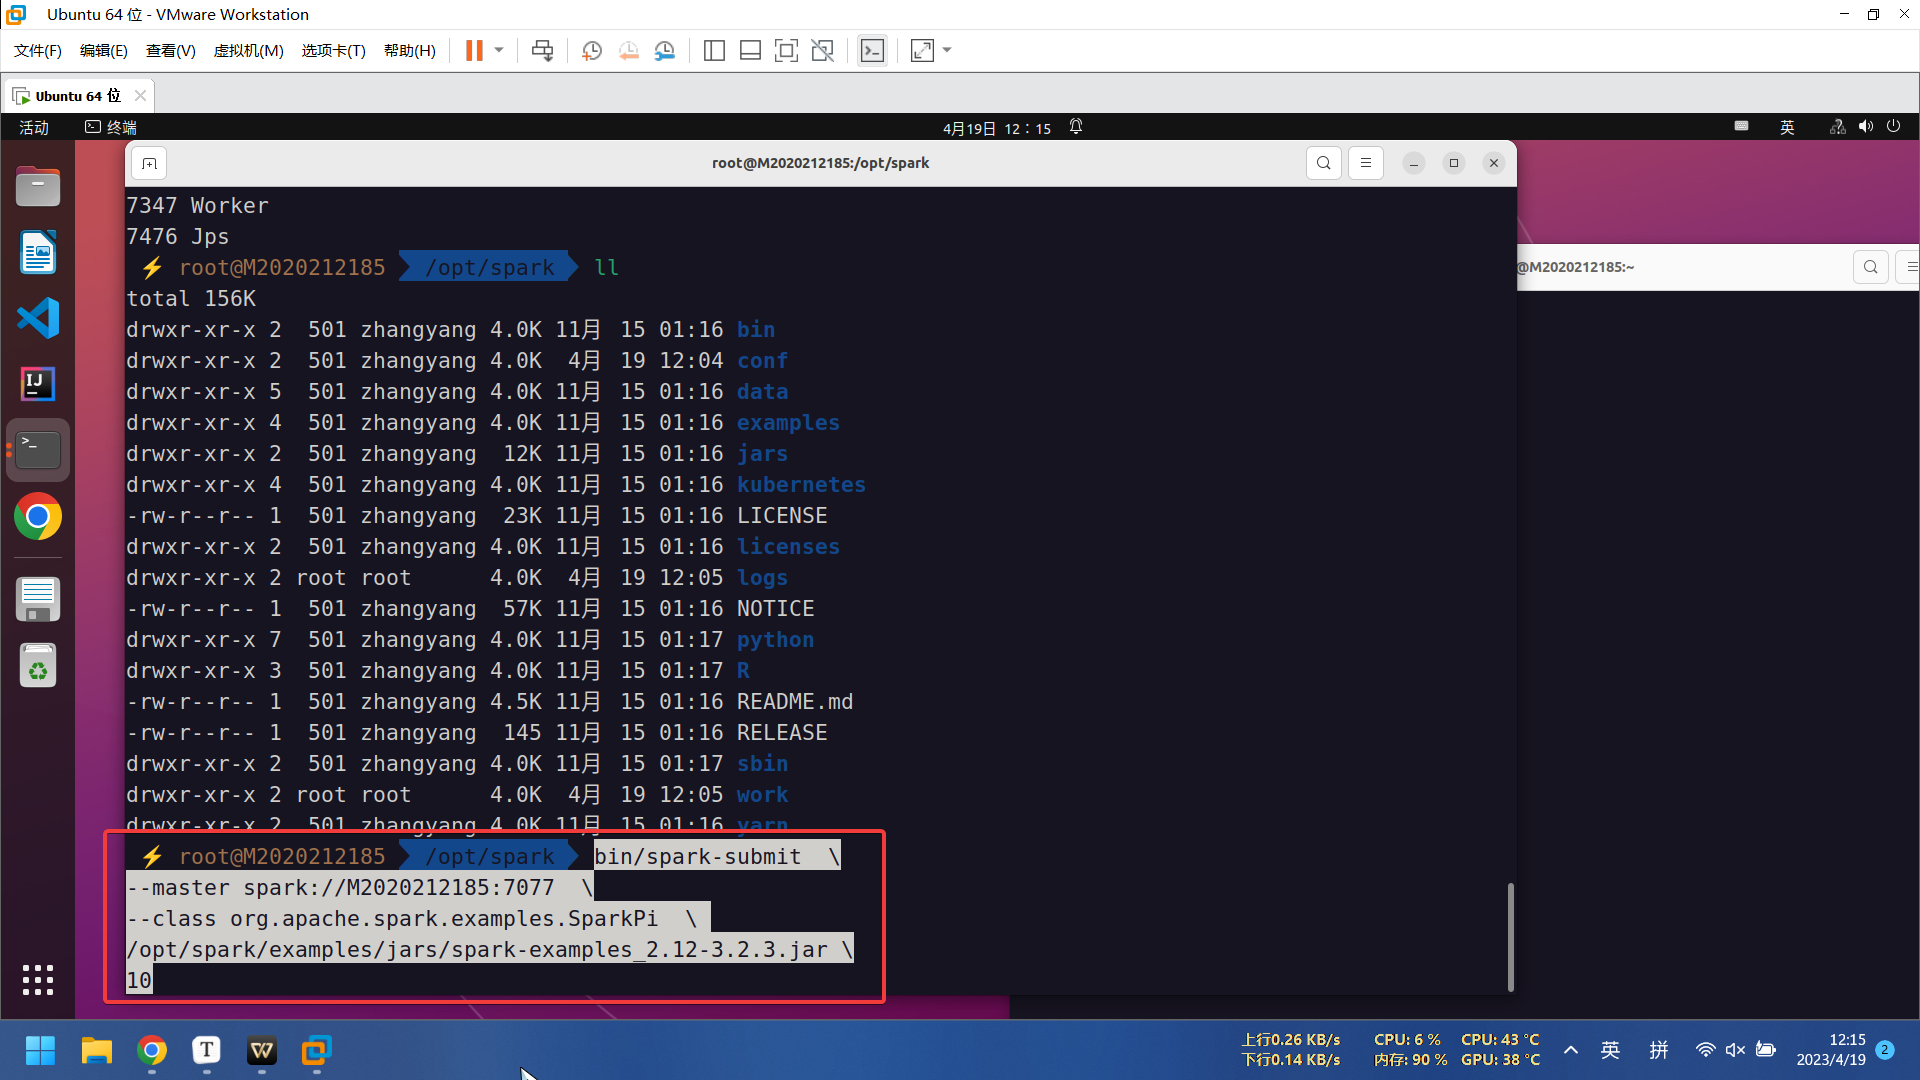 Ubuntu 64 位 - VMware Workstation
文件(F) 编辑(E) 查看(V) 虚拟机(M) 选项卡(T) 帮助(H)
Ubuntu 64 位
活动 终端 4月19日 12：15 英
root@M2020212185:/opt/spark
@M2020212185:~
7347 Worker
7476 Jps
⚡ root@M2020212185 /opt/spark ll
total 156K
drwxr-xr-x 2 501 zhangyang 4.0K 11月 15 01:16 bin
drwxr-xr-x 2 501 zhangyang 4.0K 4月 19 12:04 conf
drwxr-xr-x 5 501 zhangyang 4.0K 11月 15 01:16 data
drwxr-xr-x 4 501 zhangyang 4.0K 11月 15 01:16 examples
drwxr-xr-x 2 501 zhangyang 12K 11月 15 01:16 jars
drwxr-xr-x 4 501 zhangyang 4.0K 11月 15 01:16 kubernetes
-rw-r--r-- 1 501 zhangyang 23K 11月 15 01:16 LICENSE
drwxr-xr-x 2 501 zhangyang 4.0K 11月 15 01:16 licenses
drwxr-xr-x 2 root root 4.0K 4月 19 12:05 logs
-rw-r--r-- 1 501 zhangyang 57K 11月 15 01:16 NOTICE
drwxr-xr-x 7 501 zhangyang 4.0K 11月 15 01:17 python
drwxr-xr-x 3 501 zhangyang 4.0K 11月 15 01:17 R
-rw-r--r-- 1 501 zhangyang 4.5K 11月 15 01:16 README.md
-rw-r--r-- 1 501 zhangyang 145 11月 15 01:16 RELEASE
drwxr-xr-x 2 501 zhangyang 4.0K 11月 15 01:17 sbin
drwxr-xr-x 2 root root 4.0K 4月 19 12:05 work
drwxr-xr-x 2 501 zhangyang 4.0K 11月 15 01:16 yarn
⚡ root@M2020212185 /opt/spark bin/spark-submit \
--master spark://M2020212185:7077 \
--class org.apache.spark.examples.SparkPi \
/opt/spark/examples/jars/spark-examples_2.12-3.2.3.jar \
10
上行0.26 KB/s CPU: 6 % CPU: 43 °C
下行0.14 KB/s 内存: 90 % GPU: 38 °C
英 拼
12:15
2023/4/19
2